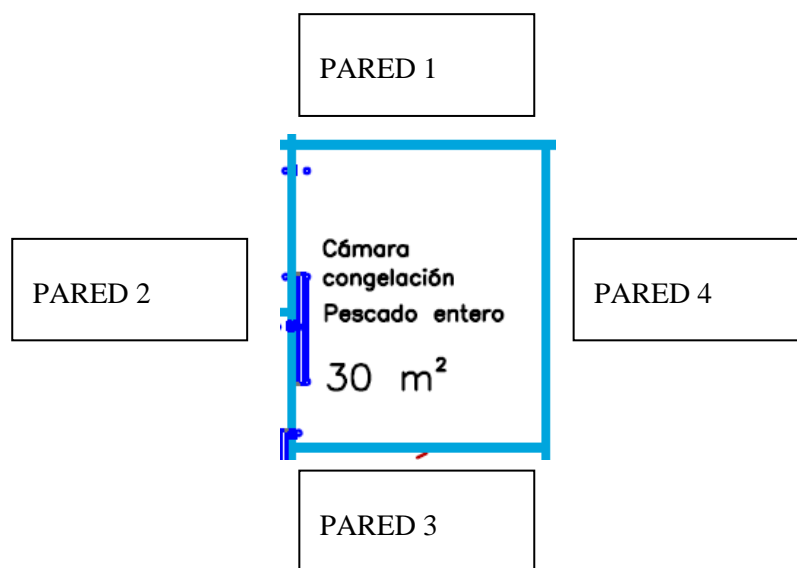 PARED 1
PARED 2
Cámara
congelación
Pescado entero
30 m²
PARED 4
PARED 3